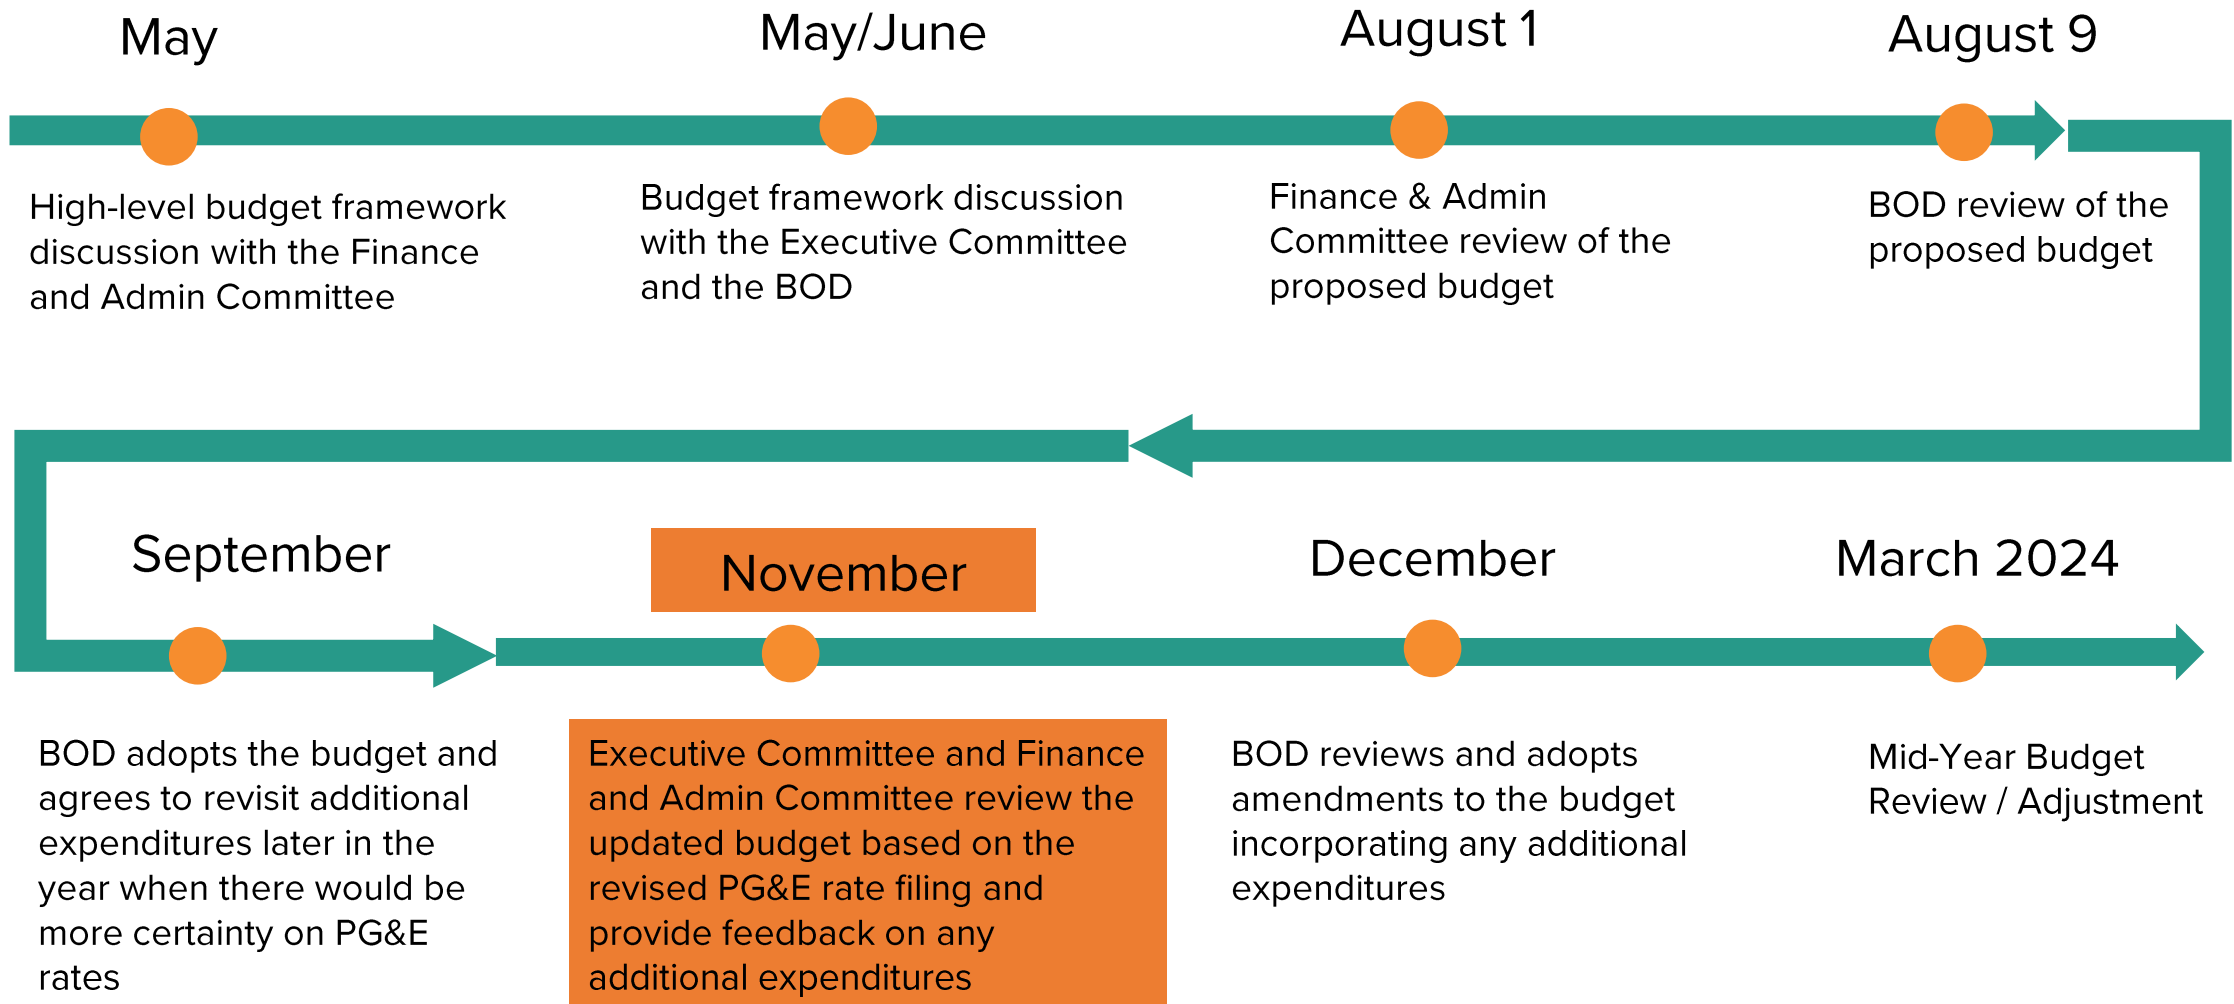 May
High-level budget framework
discussion with the Finance
and Admin Committee
May/June
Budget framework discussion
with the Executive Committee
and the BOD
August 1
Finance & Admin
Committee review of the
proposed budget
August 9
BOD review of the
proposed budget
September
BOD adopts the budget and
agrees to revisit additional
expenditures later in the
year when there would be
more certainty on PG&E
rates
November
Executive Committee and Finance
and Admin Committee review the
updated budget based on the
revised PG&E rate filing and
provide feedback on any
additional expenditures
December
BOD reviews and adopts
amendments to the budget
incorporating any additional
expenditures
March 2024
Mid-Year Budget
Review / Adjustment